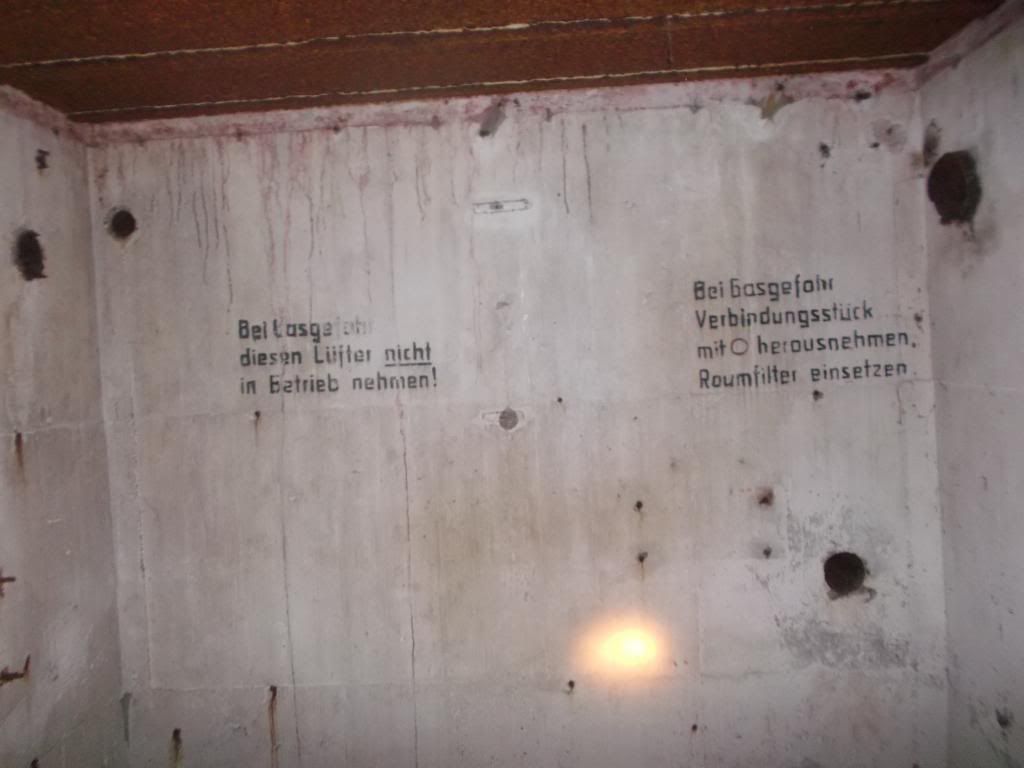 Bei Gasgefahr
diesen Lüfter nicht
in Betrieb nehmen!
Bei Gasgefahr
Verbindungsstück
mit O herausnehmen,
Raumfilter einsetzen.